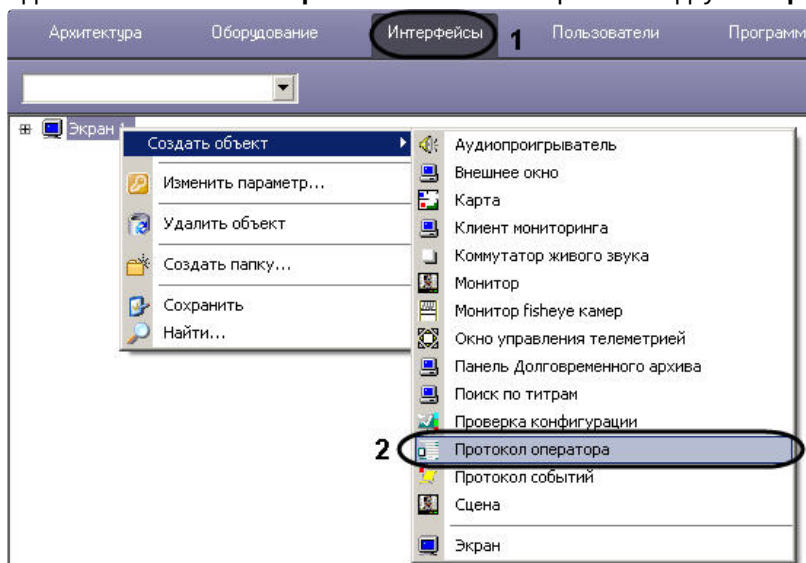 Архитектура Оборудование Интерфейсы 1 Пользователи Программ
Экран 1
Создать объект
Изменить параметр...
Удалить объект
Создать папку...
Сохранить
Найти...
Аудиопроигрыватель
Внешнее окно
Карта
Клиент мониторинга
Коммутатор живого звука
Монитор
Монитор fisheye камер
Окно управления телеметрией
Панель Долговременного архива
Поиск по титрам
Проверка конфигурации
2 Протокол оператора
Протокол событий
Сцена
Экран